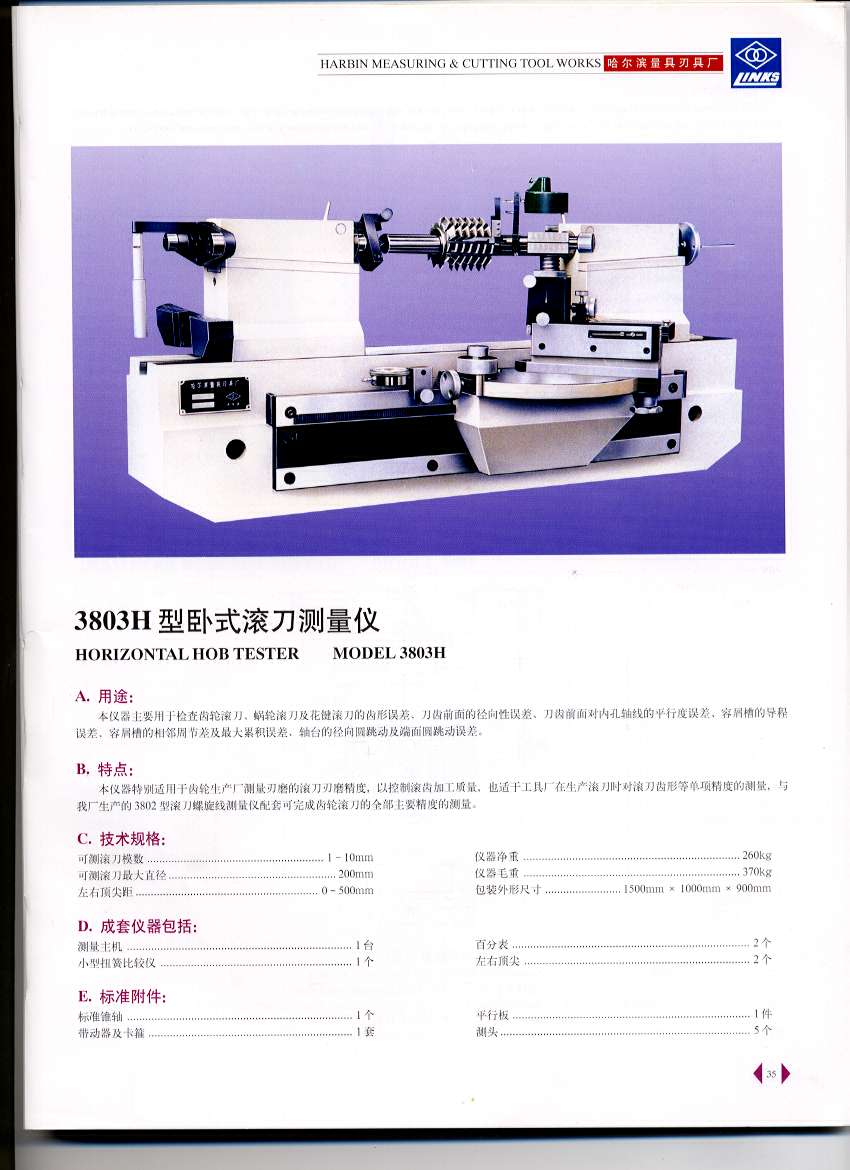 HARBIN MEASURING & CUTTING TOOL WORKS 哈尔滨量具刃具厂
LINKS
哈尔滨量具刃具厂
3803H 型卧式滚刀测量仪
HORIZONTAL HOB TESTER MODEL 3803H
A. 用途:
本仪器主要用于检查齿轮滚刀、蜗轮滚刀及花键滚刀的齿形误差、刀齿前面的径向性误差、刀齿前面对内孔轴线的平行度误差、容屑槽的导程
误差、容屑槽的相邻周节差及最大累积误差、轴台的径向圆跳动及端面圆跳动误差。
B. 特点:
本仪器特别适用于齿轮生产厂测量刃磨的滚刀刃磨精度,以控制滚齿加工质量,也适于工具厂在生产滚刀时对滚刀齿形等单项精度的测量,与
我厂生产的 3802 型滚刀螺旋线测量仪配套可完成齿轮滚刀的全部主要精度的测量。
C. 技术规格:
可测滚刀模数 1 - 10mm
可测滚刀最大直径 200mm
左右顶尖距 0 - 500mm
仪器净重 260kg
仪器毛重 370kg
包装外形尺寸 1500mm × 1000mm × 900mm
D. 成套仪器包括:
测量主机 1 台
小型扭簧比较仪 1 个
百分表 2 个
左右顶尖 2 个
E. 标准附件:
标准锥轴 1 个
带动器及卡箍 1 套
平行板 1 件
测头 5 个
35